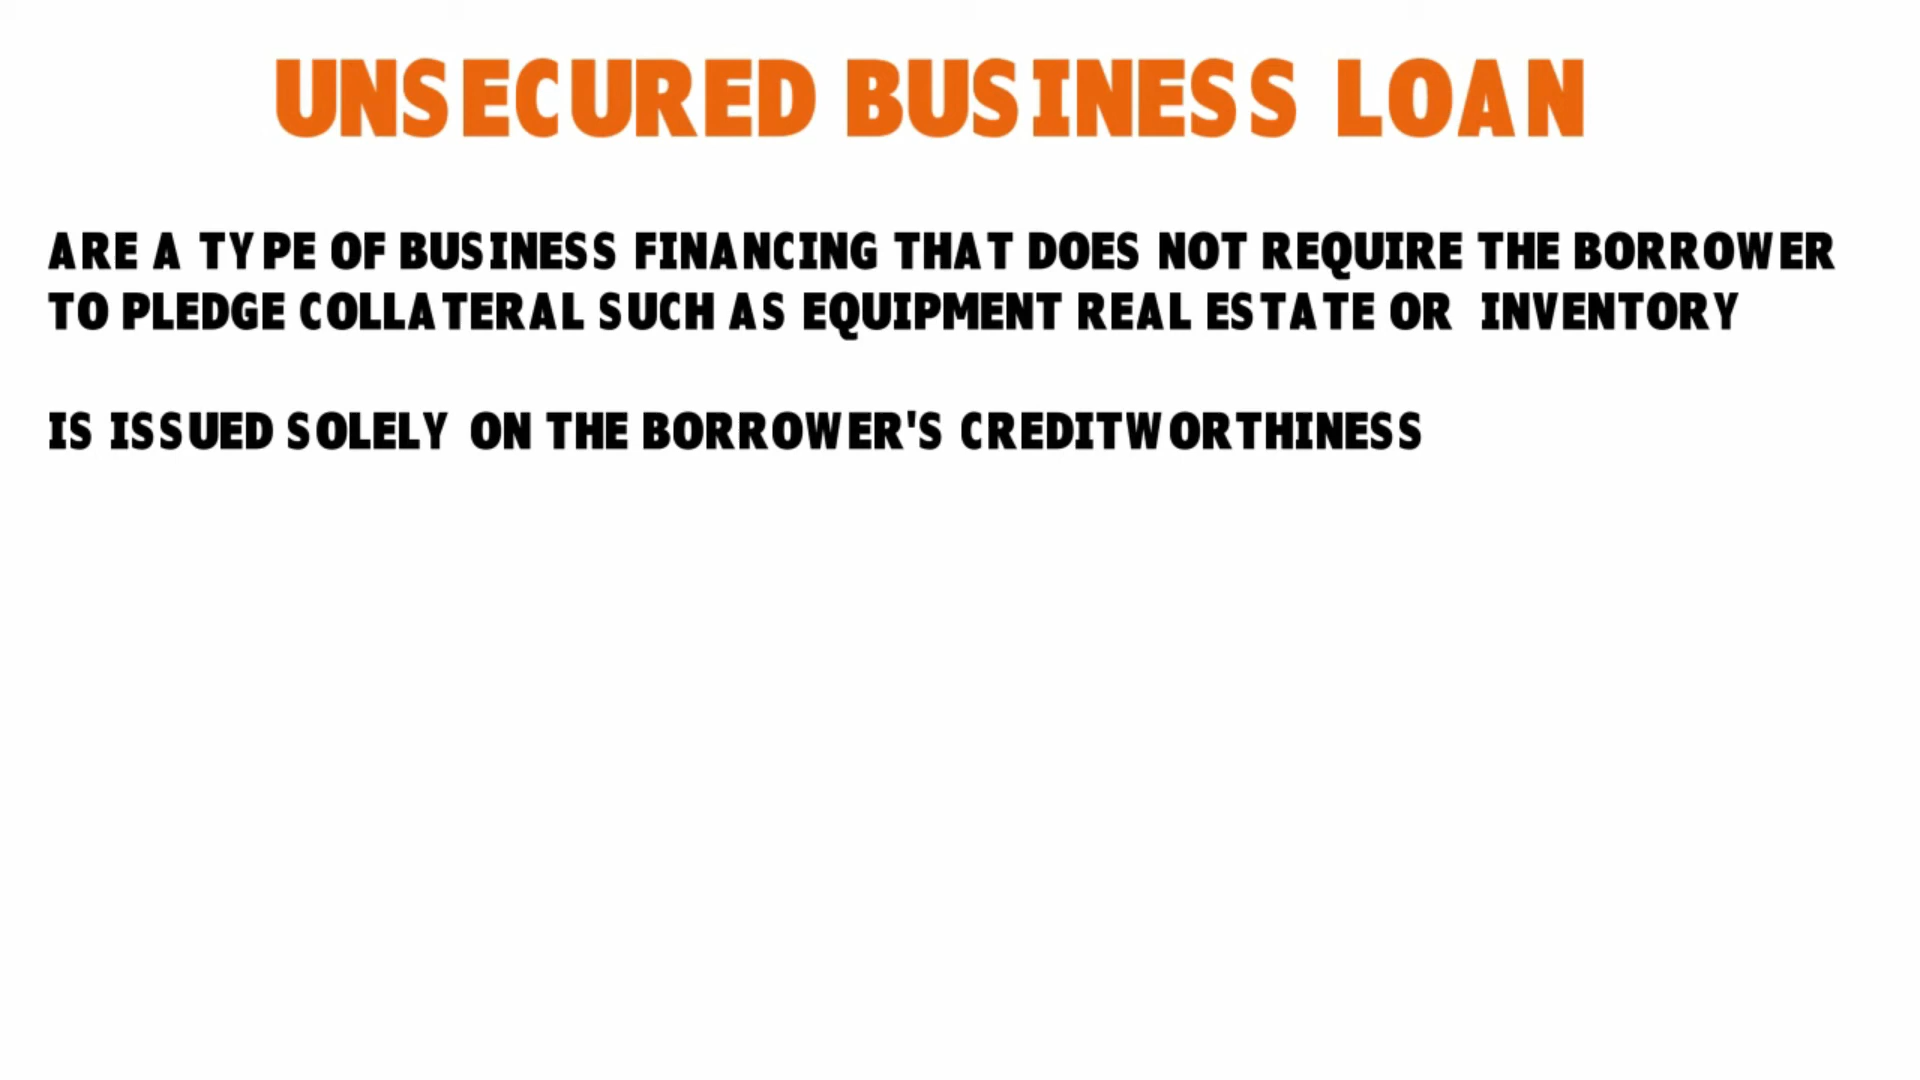 UNSECURED BUSINESS LOAN
ARE A TYPE OF BUSINESS FINANCING THAT DOES NOT REQUIRE THE BORROWER
TO PLEDGE COLLATERAL SUCH AS EQUIPMENT REAL ESTATE OR INVENTORY
IS ISSUED SOLELY ON THE BORROWER'S CREDITWORTHINESS